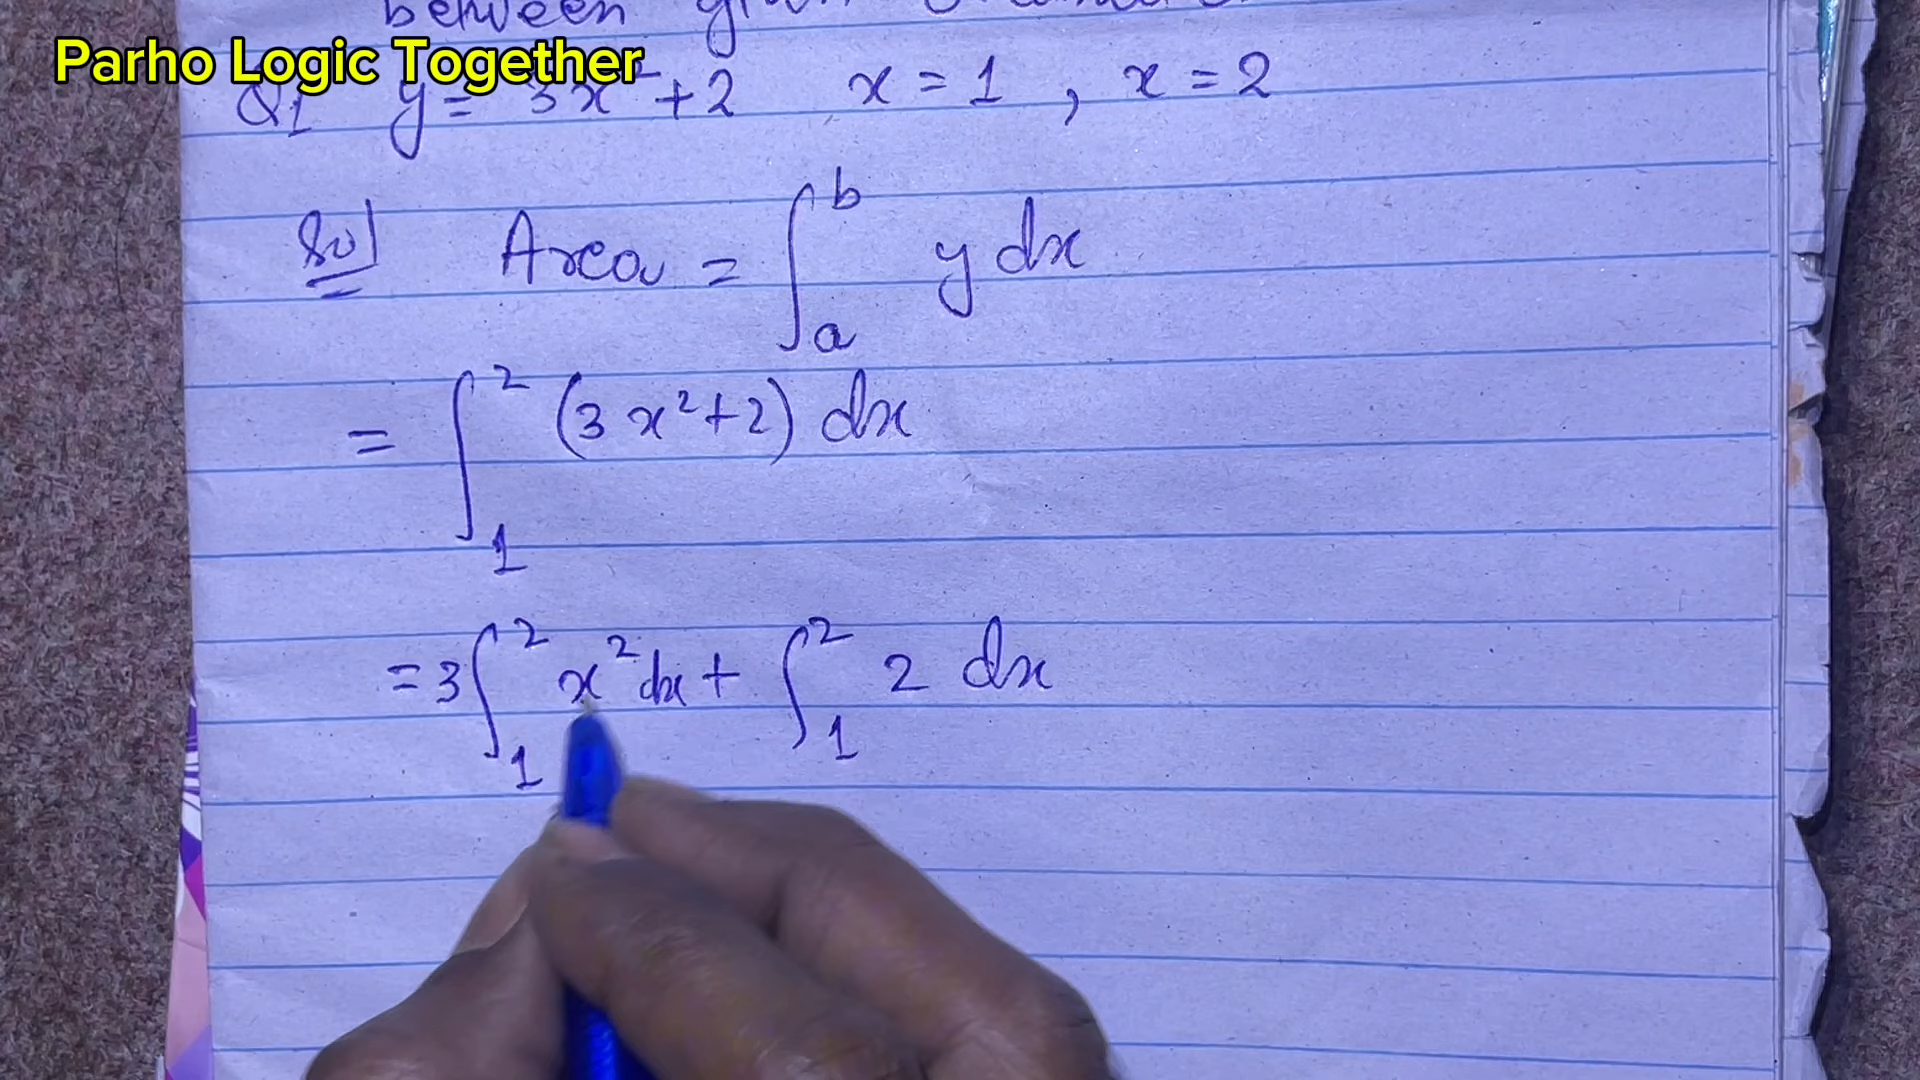 between
Parho Logic Together
Q1 y = 3x² + 2 x = 1 , x = 2
Sol Area = ∫ₐᵇ y dx
= ∫₁² (3x²+2) dx
= 3∫₁² x² dx + ∫₁² 2 dx